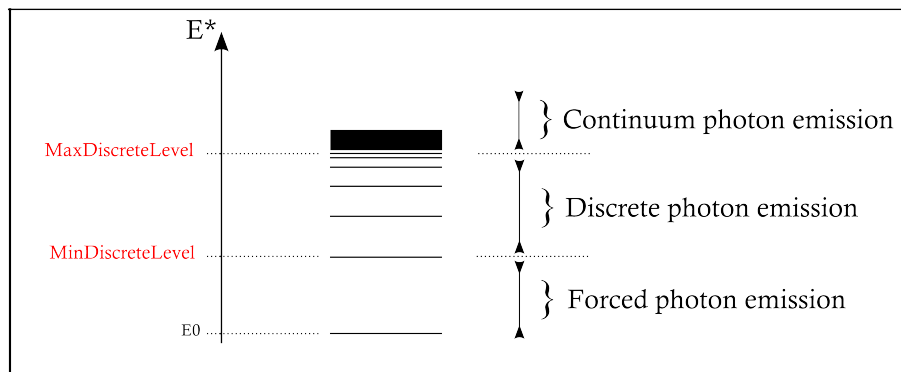 E*
} Continuum photon emission
MaxDiscreteLevel
} Discrete photon emission
MinDiscreteLevel
} Forced photon emission
E0